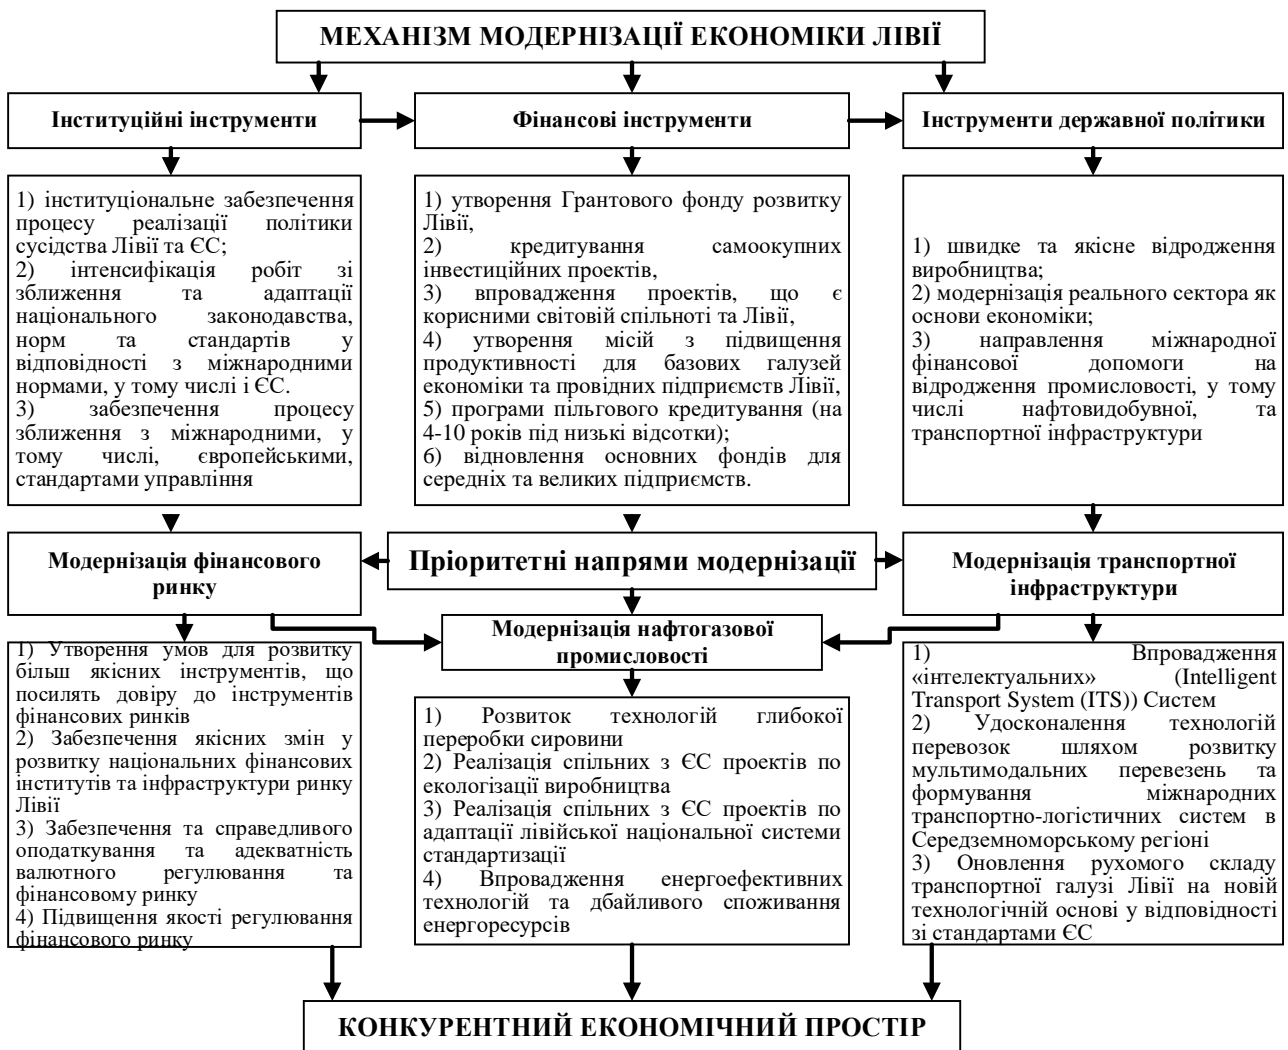 МЕХАНІЗМ МОДЕРНІЗАЦІЇ ЕКОНОМІКИ ЛІВІЇ
Інституційні інструменти
Фінансові інструменти
Інструменти державної політики
1) інституціональне забезпечення
процесу реалізації політики
сусідства Лівії та ЄС;
2) інтенсифікація робіт зі
зближення та адаптації
національного законодавства,
норм та стандартів у
відповідності з міжнародними
нормами, у тому числі і ЄС.
3) забезпечення процесу
зближення з міжнародними, у
тому числі, європейськими,
стандартами управління
1) утворення Грантового фонду розвитку
Лівії,
2) кредитування самоокупних
інвестиційних проектів,
3) впровадження проектів, що є
корисними світовій спільноті та Лівії,
4) утворення місій з підвищення
продуктивності для базових галузей
економіки та провідних підприємств Лівії,
5) програми пільгового кредитування (на
4-10 років під низькі відсотки);
6) відновлення основних фондів для
середніх та великих підприємств.
1) швидке та якісне відродження
виробництва;
2) модернізація реального сектора як
основи економіки;
3) направлення міжнародної
фінансової допомоги на
відродження промисловості, у тому
числі нафтовидобувної, та
транспортної інфраструктури
Модернізація фінансового
ринку
Пріоритетні напрями модернізації
Модернізація транспортної
інфраструктури
Модернізація нафтогазової
промисловості
1) Утворення умов для розвитку
більш якісних інструментів, що
посилять довіру до інструментів
фінансових ринків
2) Забезпечення якісних змін у
розвитку національних фінансових
інститутів та інфраструктури ринку
Лівії
3) Забезпечення та справедливого
оподаткування та адекватність
валютного регулювання та
фінансовому ринку
4) Підвищення якості регулювання
фінансового ринку
1) Розвиток технологій глибокої
переробки сировини
2) Реалізація спільних з ЄС проектів по
екологізації виробництва
3) Реалізація спільних з ЄС проектів по
адаптації лівійської національної системи
стандартизації
4) Впровадження енергоефективних
технологій та дбайливого споживання
енергоресурсів
1) Впровадження
«інтелектуальних» (Intelligent
Transport System (ITS)) Систем
2) Удосконалення технологій
перевозок шляхом розвитку
мультимодальних перевезень та
формування міжнародних
транспортно-логістичних систем в
Середземноморському регіоні
3) Оновлення рухомого складу
транспортної галузі Лівії на новій
технологічній основі у відповідності
зі стандартами ЄС
КОНКУРЕНТНИЙ ЕКОНОМІЧНИЙ ПРОСТІР